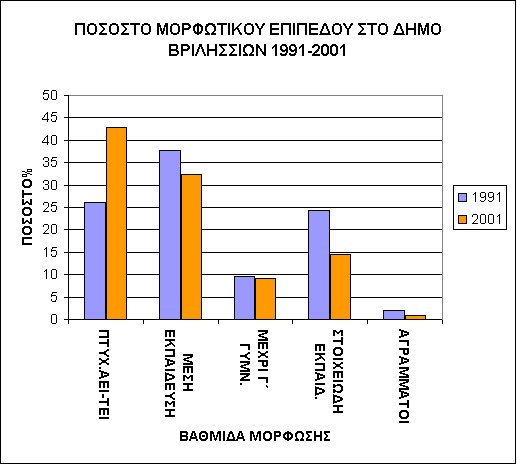 ΠΟΣΟΣΤΟ ΜΟΡΦΩΤΙΚΟΥ ΕΠΙΠΕΔΟΥ ΣΤΟ ΔΗΜΟ
ΒΡΙΛΗΣΣΙΩΝ 1991-2001
ΠΟΣΟΣΤΟ%
50
45
40
35
30
25
20
15
10
5
0
ΠΤΥΧ.ΑΕΙ-ΤΕΙ
ΜΕΣΗ
ΕΚΠΑΙΔΕΥΣΗ
ΜΕΧΡΙ Γ΄
ΓΥΜΝ.
ΣΤΟΙΧΕΙΩΔΗ
ΕΚΠΑΙΔ.
ΑΓΡΑΜΜΑΤΟΙ
ΒΑΘΜΙΔΑ ΜΟΡΦΩΣΗΣ
1991
2001